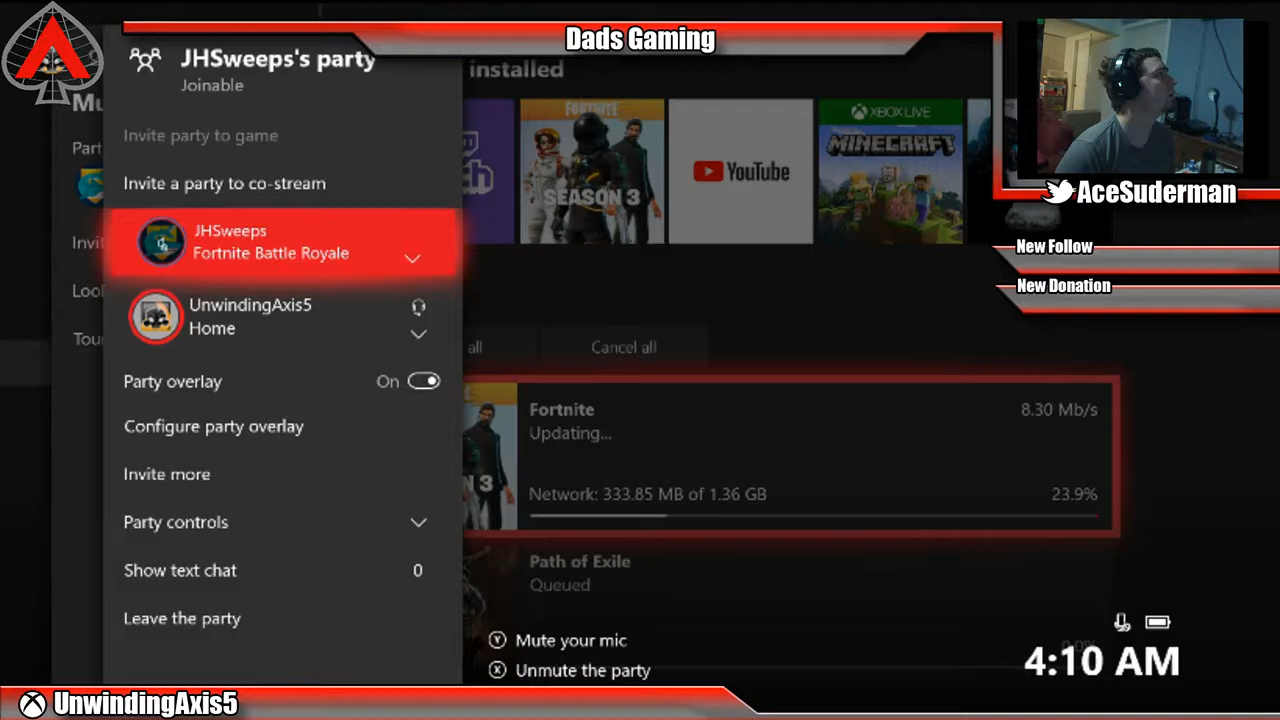 Dads Gaming
JHSweeps's party
Joinable
Invite party to game
Invite a party to co-stream
JHSweeps
Fortnite Battle Royale
UnwindingAxis5
Home
Party overlay On
Configure party overlay
Invite more
Party controls
Show text chat 0
Leave the party
installed
FORTNITE
SEASON 3
YouTube
XBOX LIVE
MINECRAFT
all
Cancel all
Fortnite 8.30 Mb/s
Updating...
Network: 333.85 MB of 1.36 GB 23.9%
Path of Exile
Queued
Y Mute your mic
X Unmute the party
4:10 AM
AceSuderman
New Follow
New Donation
UnwindingAxis5